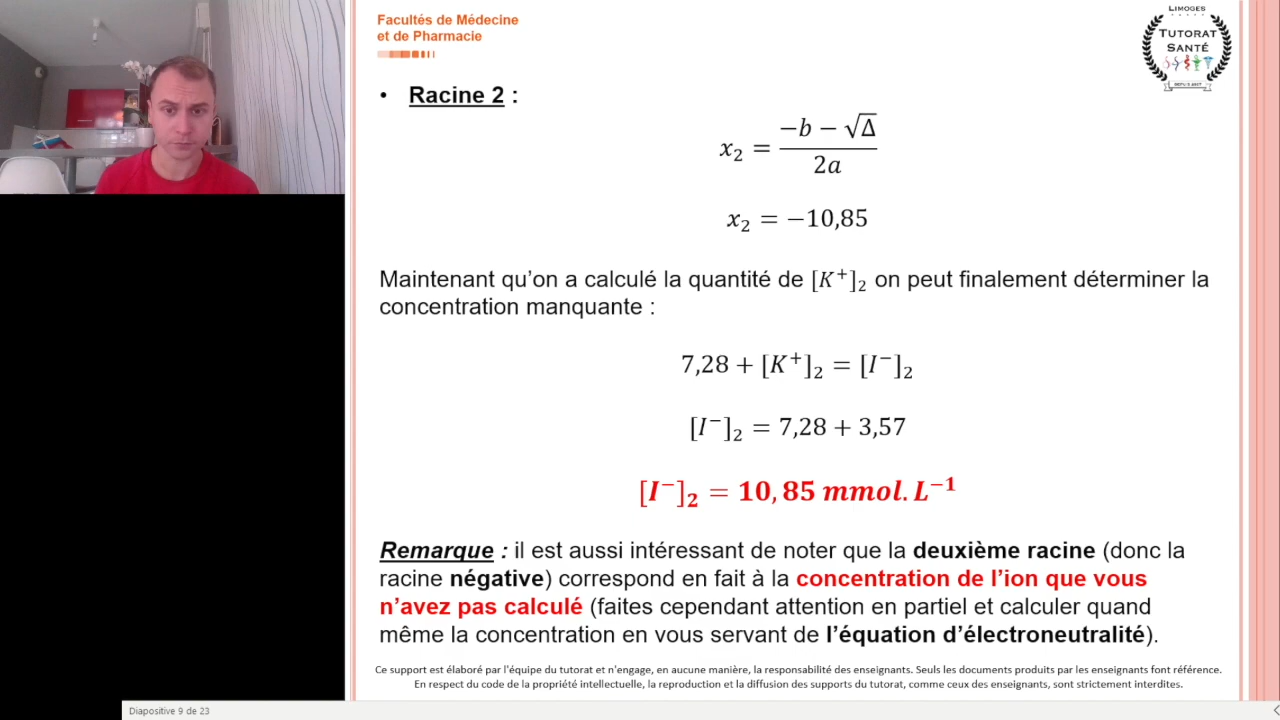 Facultés de Médecine
et de Pharmacie
LIMOGES
TUTORAT
SANTÉ
DEPUIS 2007
• Racine 2 :
x₂ = (−b − √Δ) / 2a
x₂ = −10,85
Maintenant qu’on a calculé la quantité de [K⁺]₂ on peut finalement déterminer la
concentration manquante :
7,28 + [K⁺]₂ = [I⁻]₂
[I⁻]₂ = 7,28 + 3,57
[I⁻]₂ = 10,85 mmol.L⁻¹
Remarque : il est aussi intéressant de noter que la deuxième racine (donc la
racine négative) correspond en fait à la concentration de l’ion que vous
n’avez pas calculé (faites cependant attention en partiel et calculer quand
même la concentration en vous servant de l’équation d’électroneutralité).
Ce support est élaboré par l'équipe du tutorat et n'engage, en aucune manière, la responsabilité des enseignants. Seuls les documents produits par les enseignants font référence.
En respect du code de la propriété intellectuelle, la reproduction et la diffusion des supports du tutorat, comme ceux des enseignants, sont strictement interdites.
Diapositive 9 de 23